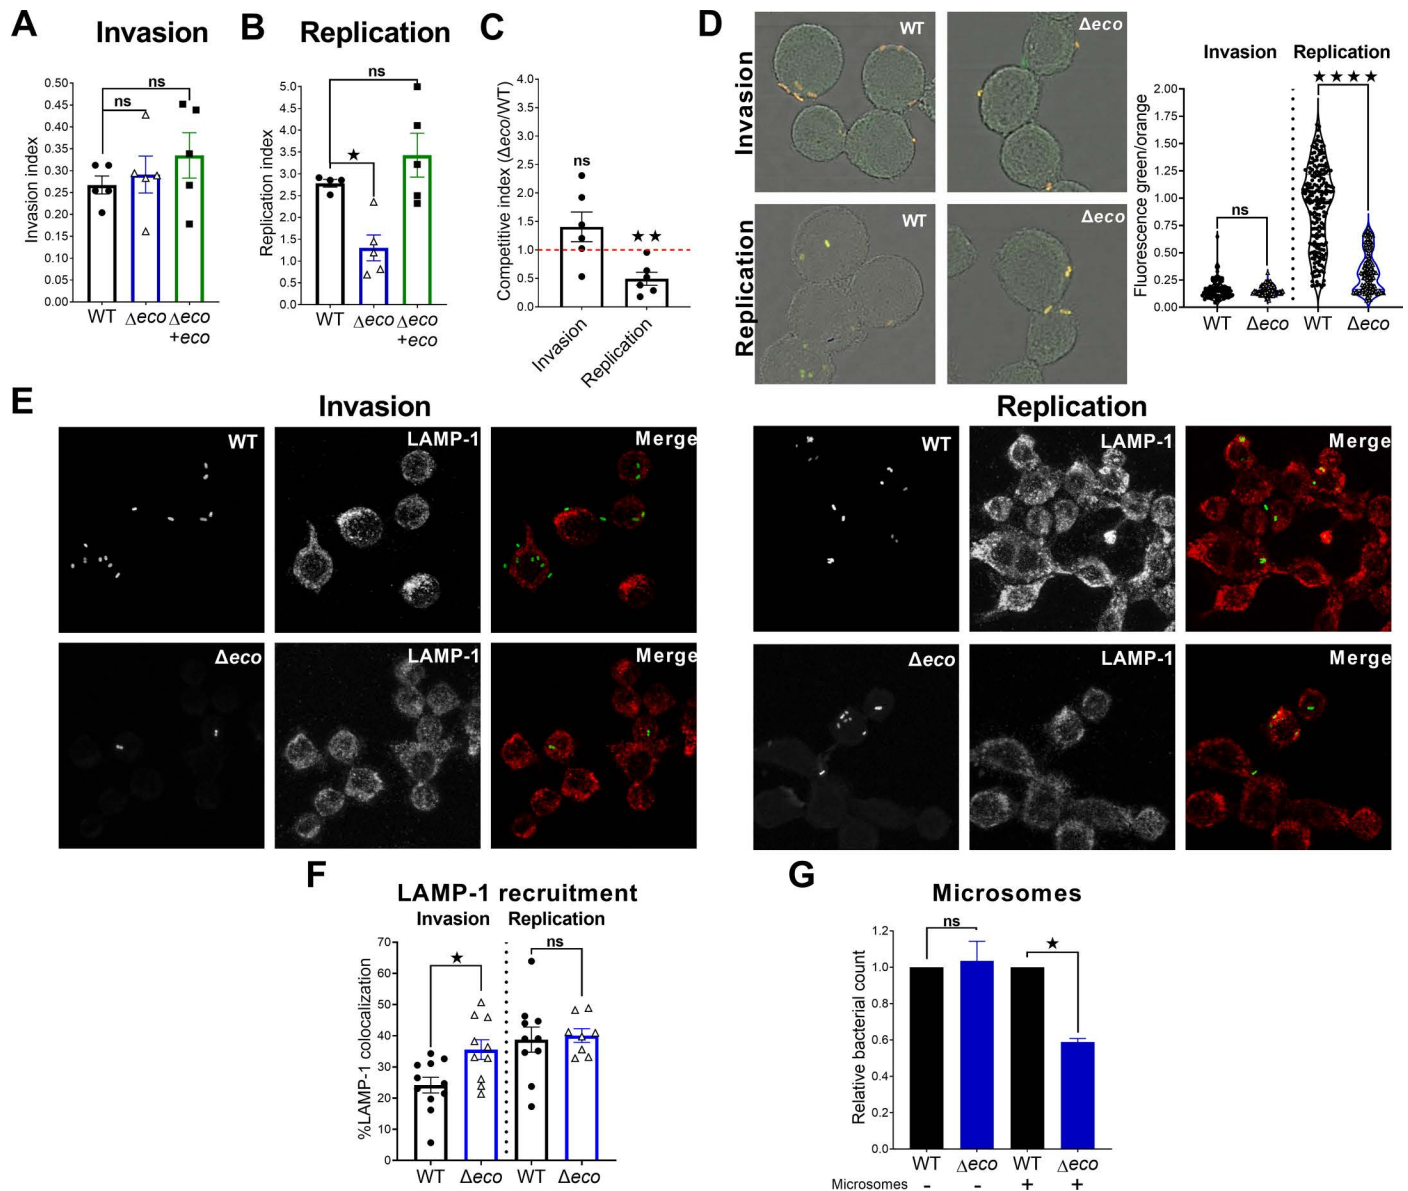 A
Invasion
Invasion index
0.50
0.45
0.40
0.35
0.30
0.25
0.20
0.15
0.10
0.05
0.00
ns
ns
WT
Δeco
Δeco
+eco
B
Replication
Replication index
5.0
4.5
4.0
3.5
3.0
2.5
2.0
1.5
1.0
0.5
0.0
ns
★
WT
Δeco
Δeco
+eco
C
Competitive index (Δeco/WT)
4.0
3.5
3.0
2.5
2.0
1.5
1.0
0.5
0.0
ns
★★
Invasion
Replication
D
Invasion
WT
Δeco
Replication
WT
Δeco
Invasion
Replication
★★★★
Fluorescence green/orange
2.00
1.75
1.50
1.25
1.00
0.75
0.50
0.25
0.00
ns
WT
Δeco
WT
Δeco
E
Invasion
WT
LAMP-1
Merge
Δeco
LAMP-1
Merge
Replication
WT
LAMP-1
Merge
Δeco
LAMP-1
Merge
F
LAMP-1 recruitment
Invasion
Replication
%LAMP-1 colocalization
70
60
50
40
30
20
10
0
★
ns
WT
Δeco
WT
Δeco
G
Microsomes
Relative bacterial count
1.2
1.0
0.8
0.6
0.4
0.2
0.0
ns
★
WT
Δeco
WT
Δeco
Microsomes - - + +